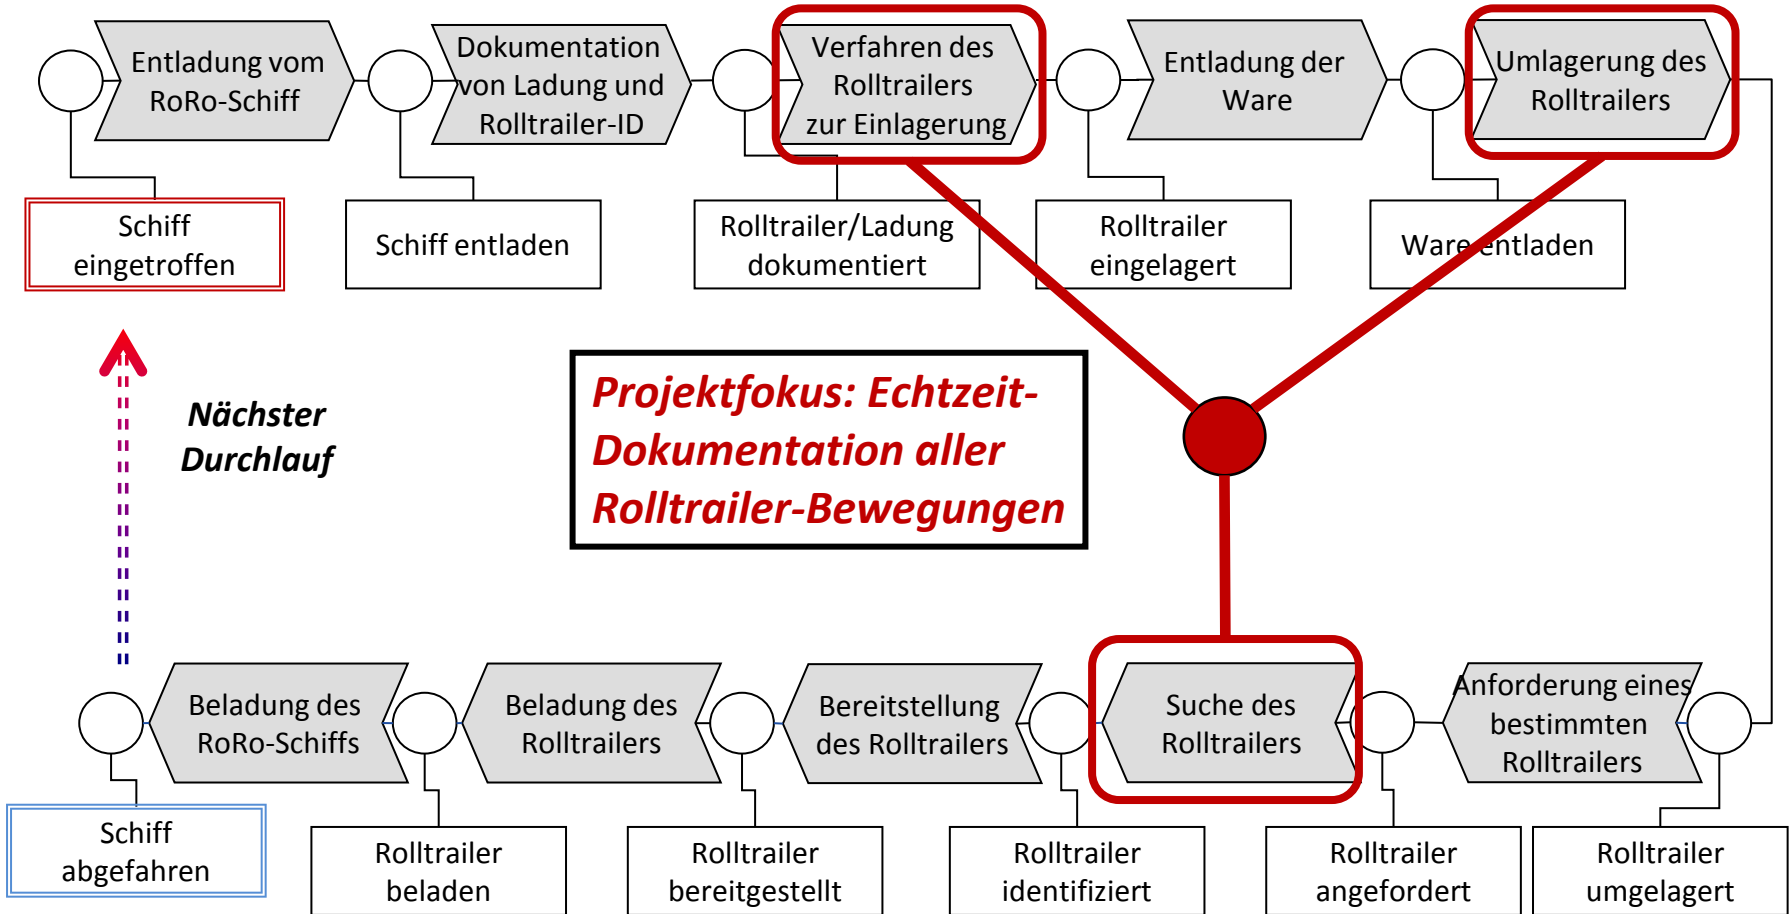 Entladung vom
RoRo-Schiff
Dokumentation
von Ladung und
Rolltrailer-ID
Verfahren des
Rolltrailers
zur Einlagerung
Entladung der
Ware
Umlagerung des
Rolltrailers
Schiff
eingetroffen
Schiff entladen
Rolltrailer/Ladung
dokumentiert
Rolltrailer
eingelagert
Ware entladen
Nächster
Durchlauf
Projektfokus: Echtzeit-
Dokumentation aller
Rolltrailer-Bewegungen
Beladung des
RoRo-Schiffs
Beladung des
Rolltrailers
Bereitstellung
des Rolltrailers
Suche des
Rolltrailers
Anforderung eines
bestimmten
Rolltrailers
Schiff
abgefahren
Rolltrailer
beladen
Rolltrailer
bereitgestellt
Rolltrailer
identifiziert
Rolltrailer
angefordert
Rolltrailer
umgelagert